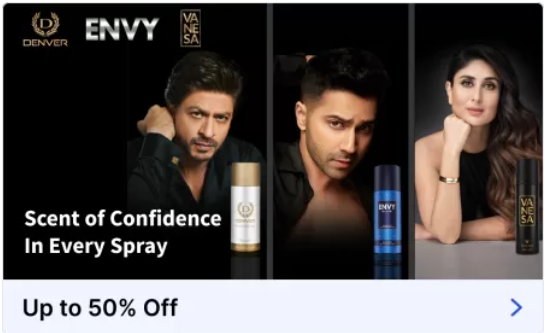 DENVER
ENVY
VA
NE
SA
Scent of Confidence
In Every Spray
DENVER
ENVY
VA
NE
SA
Up to 50% Off